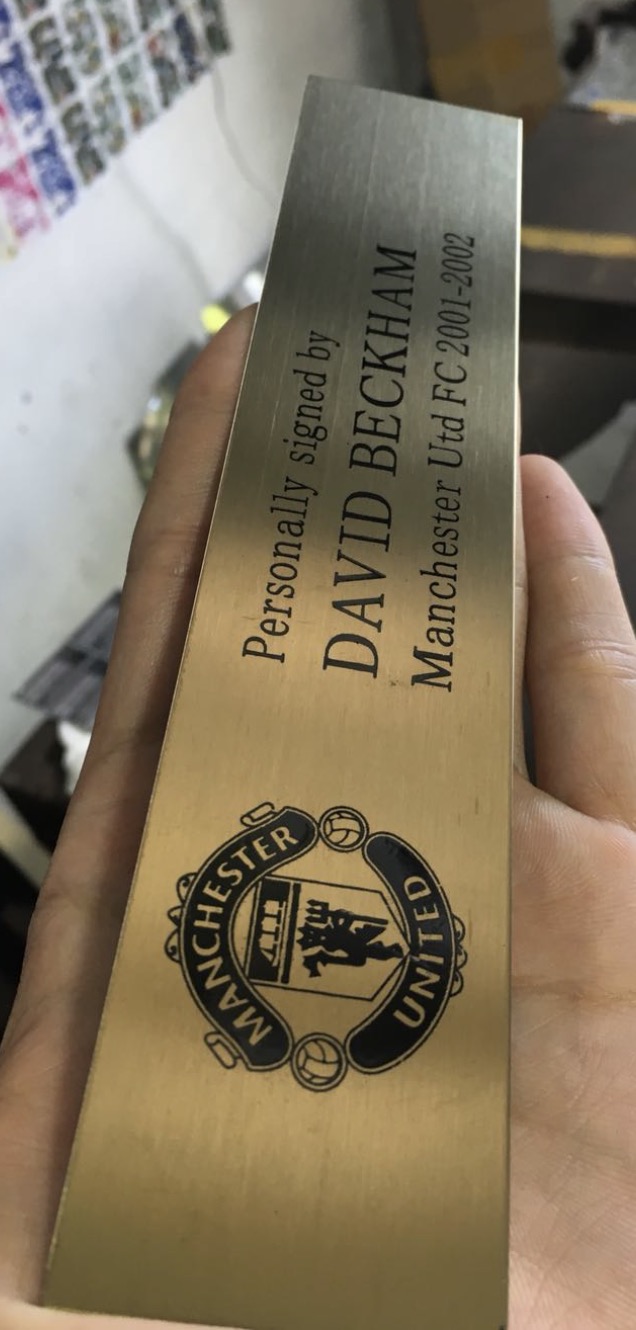 MANCHESTER
UNITED
Personally signed by
DAVID BECKHAM
Manchester Utd FC 2001-2002